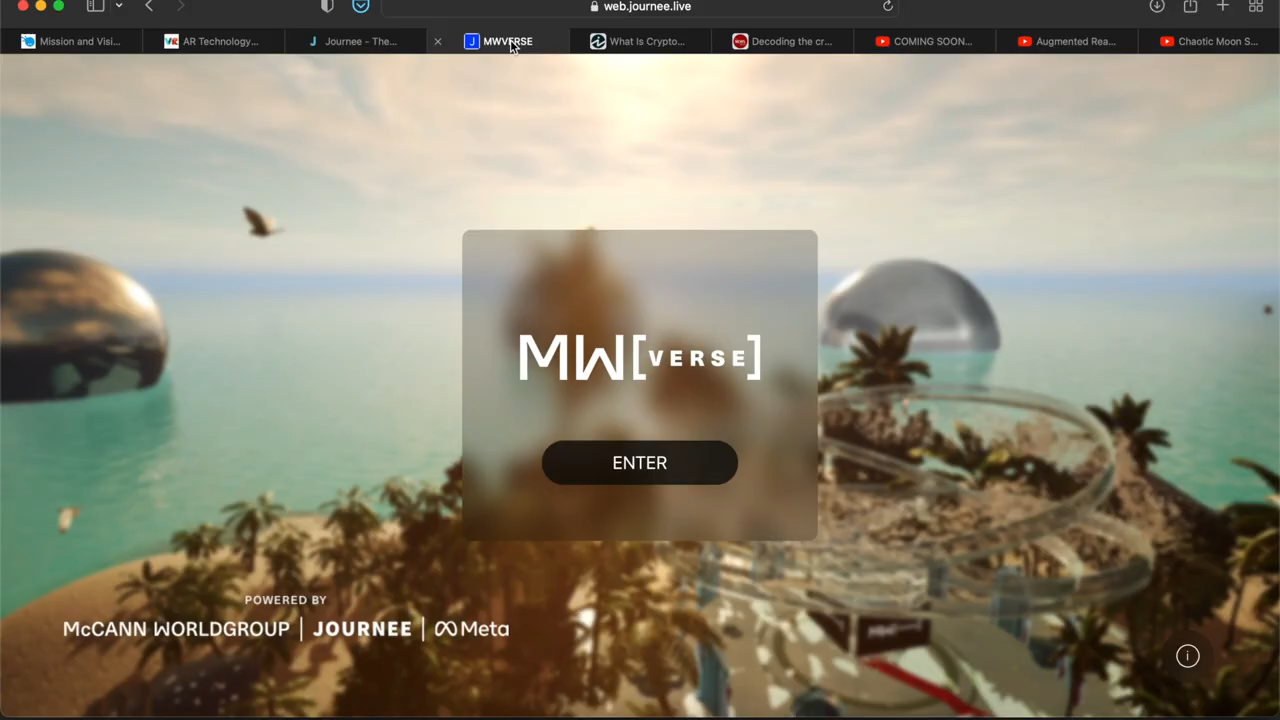 web.journee.live
Mission and Visi...
AR Technology...
Journee - The...
MWVERSE
What Is Crypto...
Decoding the cr...
COMING SOON...
Augmented Rea...
Chaotic Moon S...
MW[VERSE]
ENTER
POWERED BY
McCANN WORLDGROUP | JOURNEE | Meta